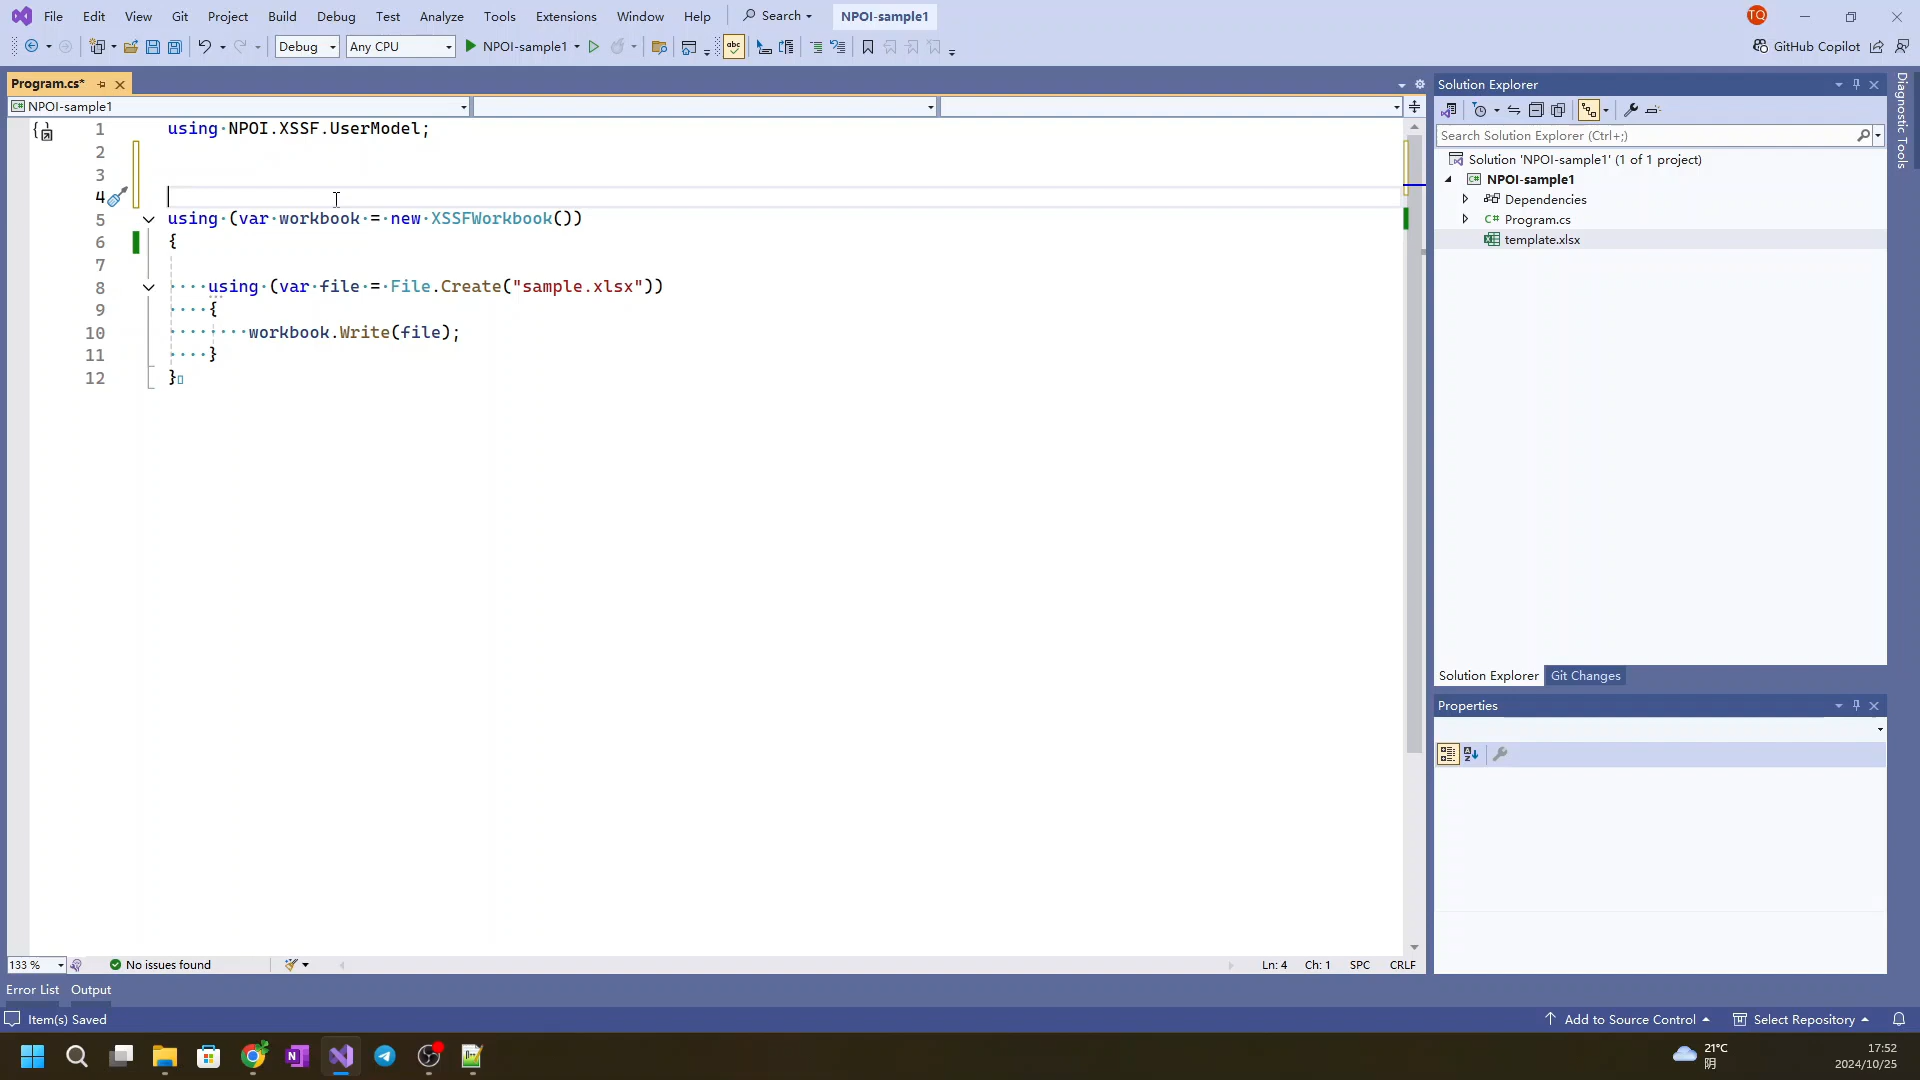 File Edit View Git Project Build Debug Test Analyze Tools Extensions Window Help Search NPOI-sample1 TQ
Debug Any CPU NPOI-sample1 abc GitHub Copilot
Program.cs*
NPOI-sample1
1 using NPOI.XSSF.UserModel;
2
3
4
5 using (var workbook = new XSSFWorkbook())
6 {
7
8 using (var file = File.Create("sample.xlsx"))
9 {
10 workbook.Write(file);
11 }
12 }
133 % No issues found Ln: 4 Ch: 1 SPC CRLF
Solution Explorer
Search Solution Explorer (Ctrl+;)
Solution 'NPOI-sample1' (1 of 1 project)
C# NPOI-sample1
Dependencies
C# Program.cs
template.xlsx
Solution Explorer Git Changes
Properties
Diagnostic Tools
Error List Output
Item(s) Saved Add to Source Control Select Repository
21°C
阴
17:52
2024/10/25